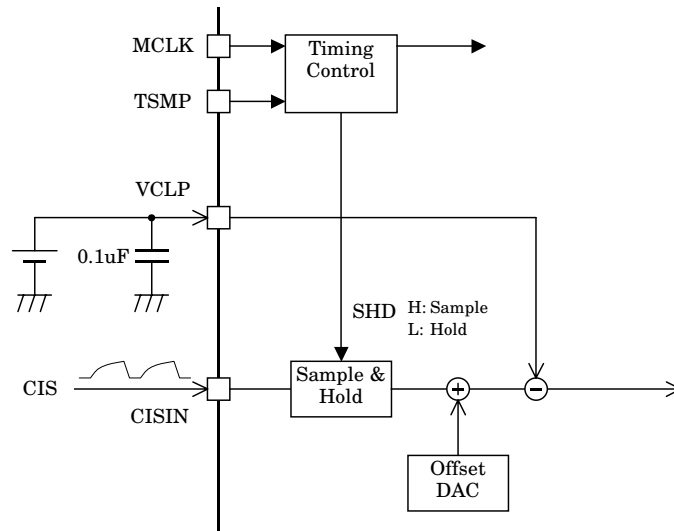 MCLK
Timing
Control
TSMP
VCLP
0.1uF
SHD
H: Sample
L: Hold
CIS
CISIN
Sample &
Hold
+
−
Offset
DAC